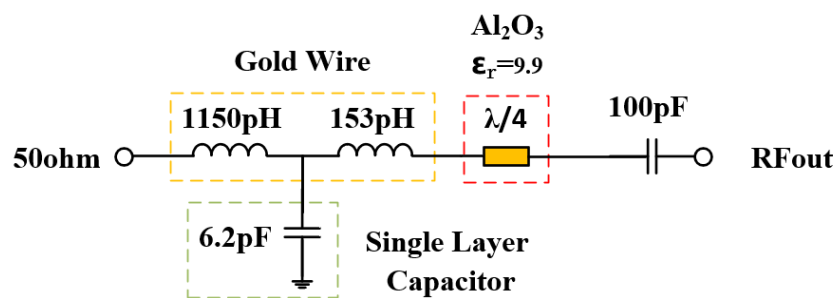 Al₂O₃
Gold Wire
εr=9.9
1150pH
153pH
λ/4
100pF
50ohm
RFout
6.2pF
Single Layer
Capacitor